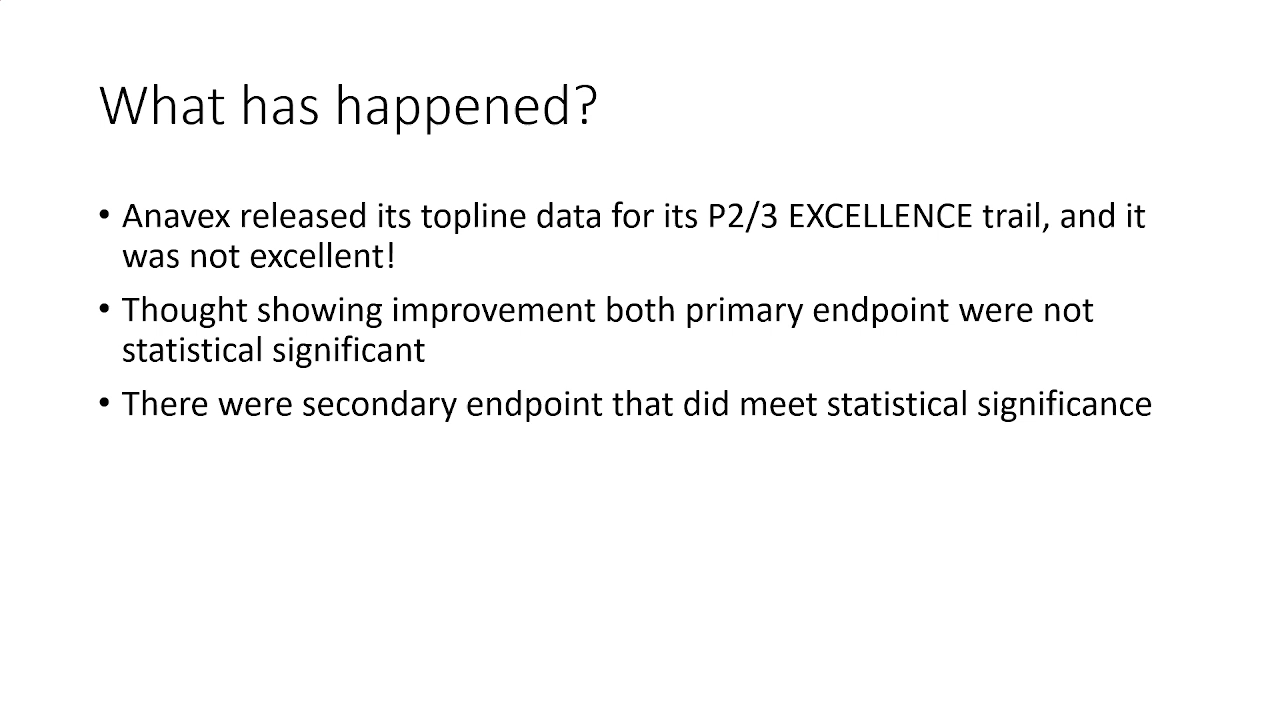 What has happened?
• Anavex released its topline data for its P2/3 EXCELLENCE trail, and it
was not excellent!
• Thought showing improvement both primary endpoint were not
statistical significant
• There were secondary endpoint that did meet statistical significance